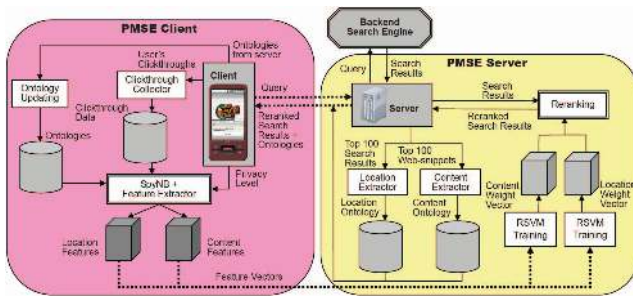 PMSE Client
Ontologies
from server
User's
Clickthroughs
Ontology
Updating
Clickthrough
Collector
Client
Clickthrough
Data
Ontologies
SpyNB +
Feature Extractor
Privacy
Level
Location
Features
Content
Features
Feature Vectors
Query
Reranked
Search
Results
+
Ontologies
Backend
Search Engine
Query
Search
Results
PMSE Server
Server
Search
Results
Reranked
Search Results
Reranking
Top 100
Search
Results
Top 100
Web-snippets
Location
Extractor
Content
Extractor
Location
Ontology
Content
Ontology
Content
Weight
Vector
Location
Weight
Vector
RSVM
Training
RSVM
Training